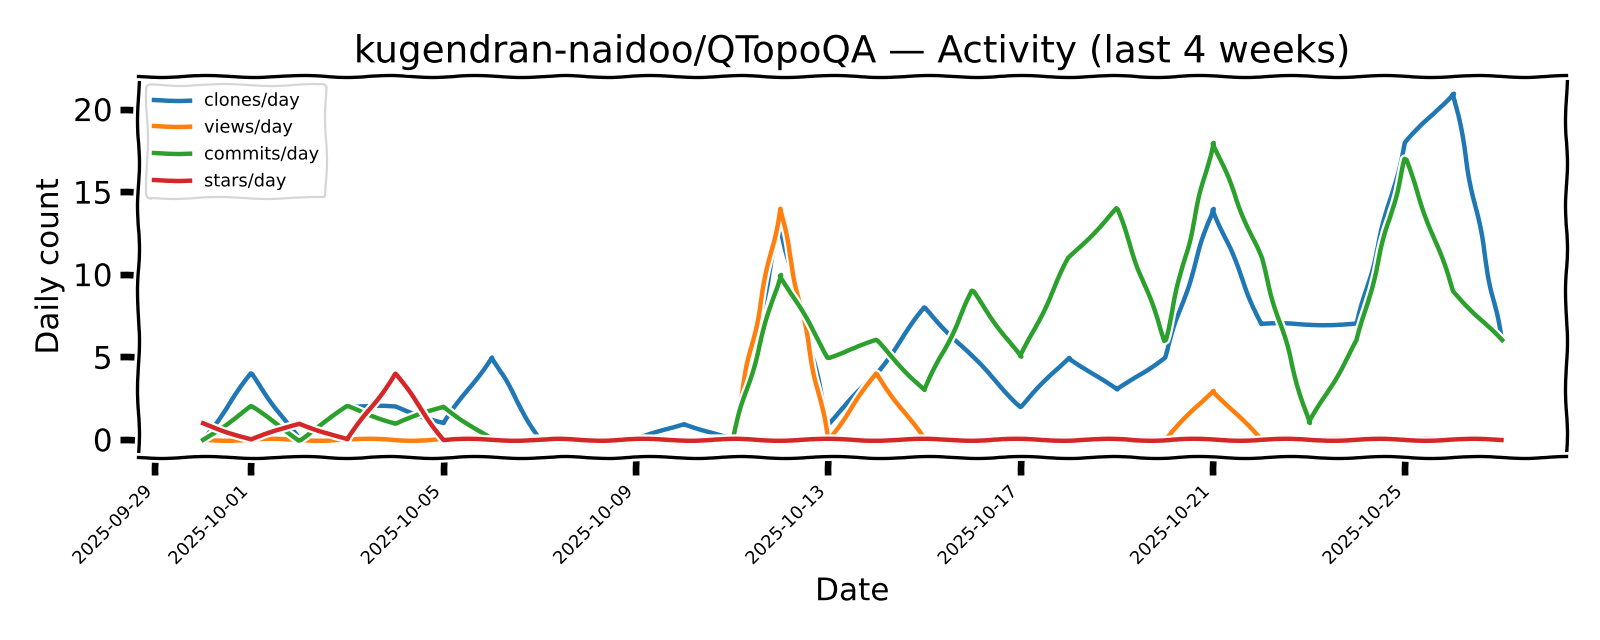 kugendran-naidoo/QTopoQA — Activity (last 4 weeks)
clones/day
views/day
commits/day
stars/day
Daily count
20
15
10
5
0
2025-09-29
2025-10-01
2025-10-05
2025-10-09
2025-10-13
2025-10-17
2025-10-21
2025-10-25
Date